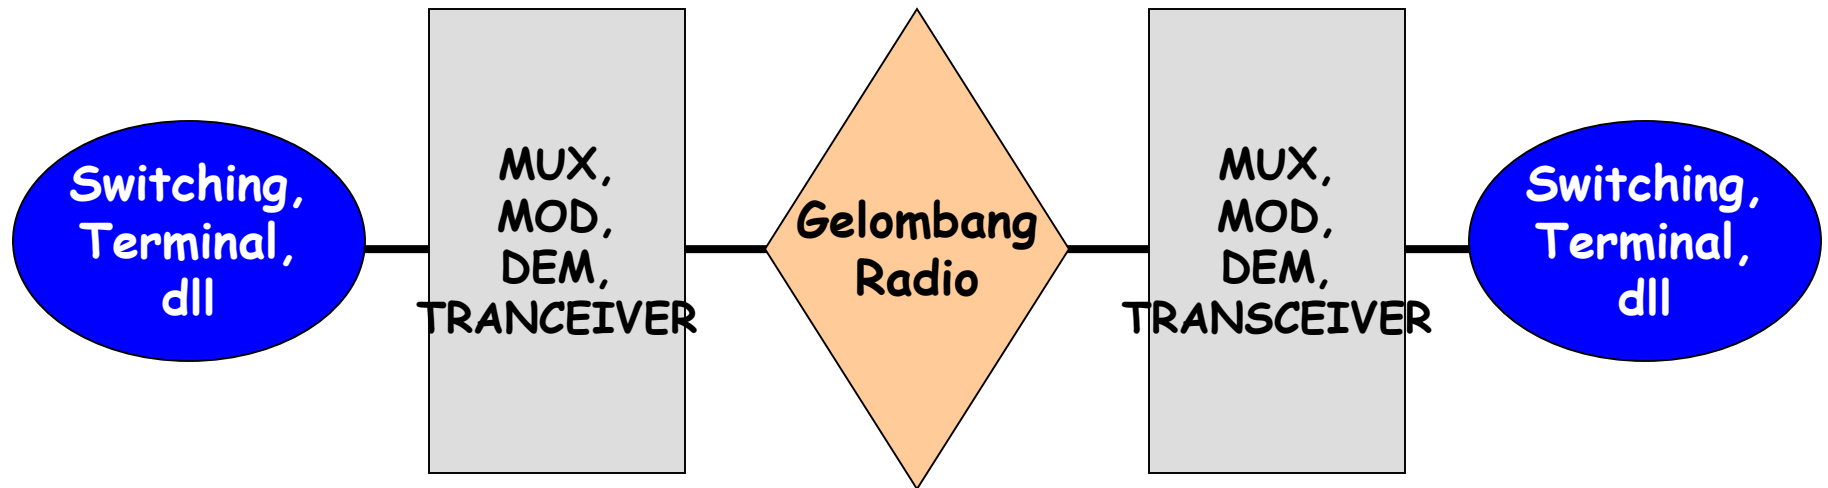 Switching,
Terminal,
dll
MUX,
MOD,
DEM,
TRANCEIVER
Gelombang
Radio
MUX,
MOD,
DEM,
TRANSCEIVER
Switching,
Terminal,
dll